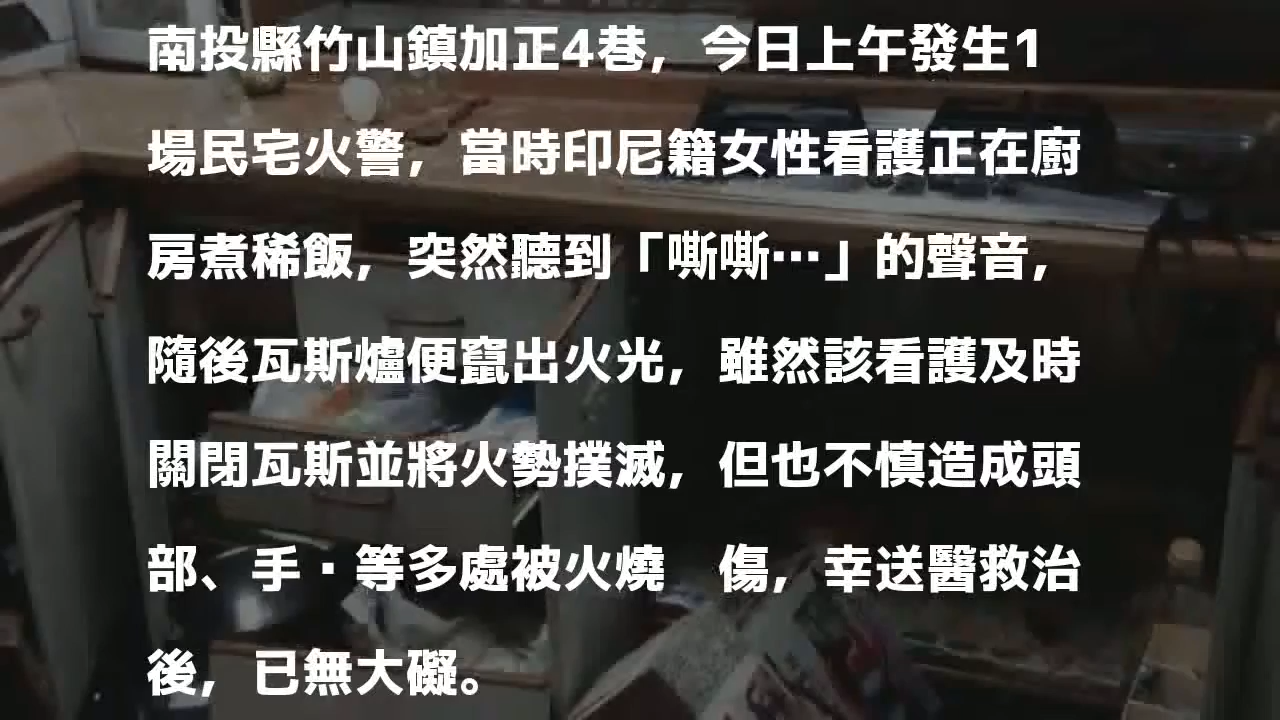 南投縣竹山鎮加正4巷，今日上午發生1
場民宅火警，當時印尼籍女性看護正在廚
房煮稀飯，突然聽到「嘶嘶…」的聲音，
隨後瓦斯爐便竄出火光，雖然該看護及時
關閉瓦斯並將火勢撲滅，但也不慎造成頭
部、手·等多處被火燒　傷，幸送醫救治
後，已無大礙。